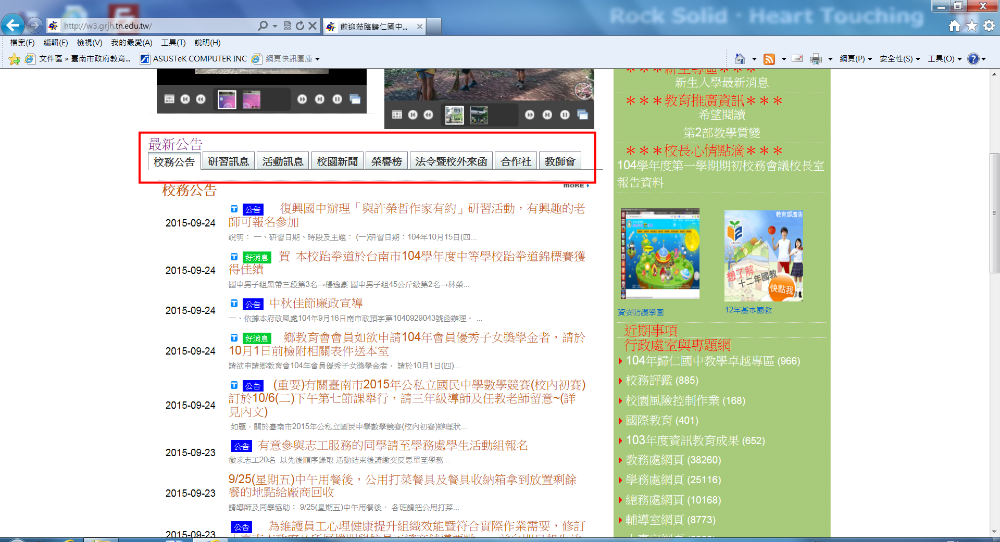 Rock Solid · Heart Touching
http://w3.grjh.tn.edu.tw/
歡迎蒞臨歸仁國中...
檔案(F) 編輯(E) 檢視(V) 我的最愛(A) 工具(T) 說明(H)
文件區 » 臺南市政府教育... ASUSTeK COMPUTER INC 網頁快訊圖庫
網頁(P) 安全性(S) 工具(O)
最新公告
校務公告 研習訊息 活動訊息 校園新聞 榮譽榜 法令暨校外來函 合作社 教師會
校務公告
MORE
2015-09-24
公告 復興國中辦理「與許榮哲作家有約」研習活動，有興趣的老
師可報名參加
說明： 一、研習日期、時段及主題： (一)研習日期：104年10月15日(四...
2015-09-24
好消息 賀 本校跆拳道於台南市104學年度中等學校跆拳道錦標賽獲
得佳績
國中男子組黑帶三段第3名→楊逸豪 國中男子組45公斤級第2名→林榮...
2015-09-24
公告 中秋佳節廉政宣導
一、依據本府政風處104年9月16日南市政預字第1040929043號函辦理。 ...
2015-09-24
好消息 鄉教育會會員如欲申請104年會員優秀子女獎學金者，請於
10月1日前檢附相關表件送本室
請欲申請鄉教育會104年會員優秀子女獎學金者， 請於10月1日(四)...
2015-09-24
公告 (重要)有關臺南市2015年公私立國民中學數學競賽(校內初賽)
訂於10/6(二)下午第七節課舉行，請三年級導師及任教老師留意~(詳
見內文)
如題，關於臺南市2015年公私立國民中學數學競賽(校內初賽)辦理狀...
2015-09-23
公告 有意參與志工服務的同學請至學務處學生活動組報名
徵求志工20名 以先後順序錄取 活動結束後請繳交反思單至學務...
2015-09-23
9/25(星期五)中午用餐後，公用打菜餐具及餐具收納箱拿到放置剩餘
餐的地點給廠商回收
請導師及同學協助： 9/25(星期五)中午用餐後， 各班請把公用打菜...
2015-09-23
公告 為維護員工心理健康提升組織效能暨符合實際作業需要，修訂
＊＊＊新生專區＊＊＊
新生入學最新消息
＊＊＊教育推廣資訊＊＊＊
希望閱讀
第2部教學質變
＊＊＊校長心情點滴＊＊＊
104學年度第一學期期初校務會議校長室
報告資料
教育部廣告
想了解
十二年國教
快點我
資安防護學園
12年基本國教
近期事項
行政處室與專題網
104年歸仁國中教學卓越專區 (966)
校務評鑑 (885)
校園風險控制作業 (168)
國際教育 (401)
103年度資訊教育成果 (652)
教務處網頁 (38260)
學務處網頁 (25116)
總務處網頁 (10168)
輔導室網頁 (8773)